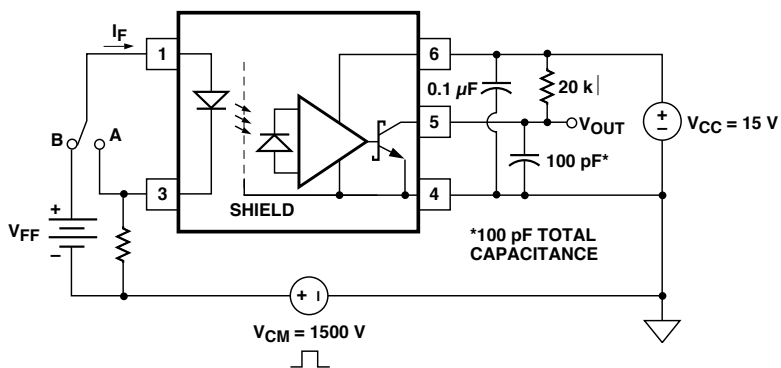 I_F
1
6
0.1 µF
20 k
B
A
5
V_OUT
+
−
V_CC = 15 V
100 pF*
+
3
4
V_FF
SHIELD
−
*100 pF TOTAL
CAPACITANCE
+ −
V_CM = 1500 V